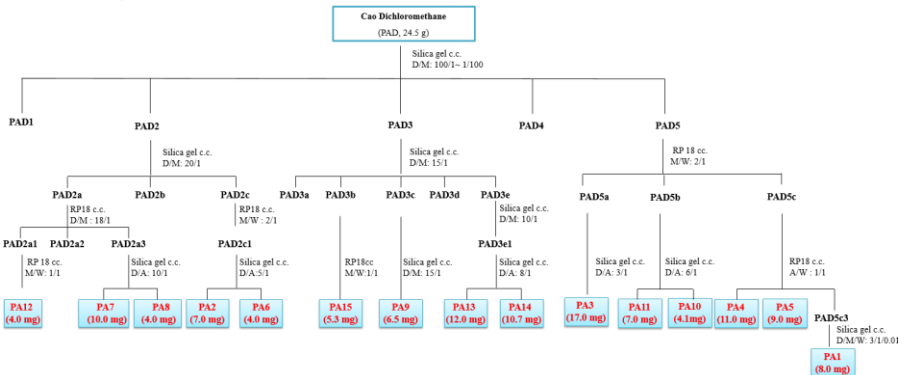 Cao Dichloromethane
(PAD, 24.5 g)
Silica gel c.c.
D/M: 100/1~ 1/100
PAD1
PAD2
PAD3
PAD4
PAD5
Silica gel c.c.
D/M: 20/1
Silica gel c.c.
D/M: 15/1
RP 18 cc.
M/W: 2/1
PAD2a
PAD2b
PAD2c
PAD3a
PAD3b
PAD3c
PAD3d
PAD3e
PAD5a
PAD5b
PAD5c
RP18 c.c.
D/M : 18/1
RP18 c.c.
M/W : 2/1
Silica gel c.c.
D/M: 10/1
PAD2a1
PAD2a2
PAD2a3
PAD2c1
PAD3e1
RP 18 cc.
M/W: 1/1
Silica gel c.c.
D/A: 10/1
Silica gel c.c.
D/A:5/1
RP18cc
M/W:1/1
Silica gel c.c.
D/M: 15/1
Silica gel c.c.
D/A: 8/1
Silica gel c.c.
D/A: 3/1
Silica gel c.c.
D/A: 6/1
RP18 c.c.
A/W : 1/1
PA12
(4.0 mg)
PA7
(10.0 mg)
PA8
(4.0 mg)
PA2
(7.0 mg)
PA6
(4.0 mg)
PA15
(5.3 mg)
PA9
(6.5 mg)
PA13
(12.0 mg)
PA14
(10.7 mg)
PA3
(17.0 mg)
PA11
(7.0 mg)
PA10
(4.1mg)
PA4
(11.0 mg)
PA5
(9.0 mg)
PAD5c3
Silica gel c.c.
D/M/W: 3/1/0.01
PA1
(8.0 mg)